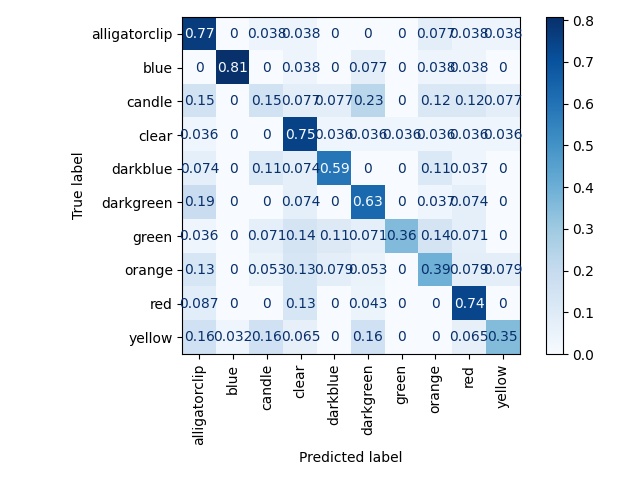 alligatorclip 0.77 0 0.038 0.038 0 0 0 0.077 0.038 0.038
blue 0 0.81 0 0.038 0 0.077 0 0.038 0.038 0
candle 0.15 0 0.15 0.077 0.077 0.23 0 0.12 0.12 0.077
clear 0.036 0 0 0.75 0.036 0.036 0.036 0.036 0.036 0.036
darkblue 0.074 0 0.11 0.074 0.59 0 0 0.11 0.037 0
darkgreen 0.19 0 0 0.074 0 0.63 0 0.037 0.074 0
green 0.036 0 0.071 0.14 0.11 0.071 0.36 0.14 0.071 0
orange 0.13 0 0.053 0.13 0.079 0.053 0 0.39 0.079 0.079
red 0.087 0 0 0.13 0 0.043 0 0 0.74 0
yellow 0.16 0.032 0.16 0.065 0 0.16 0 0.065 0.35
alligatorclip blue candle clear darkblue darkgreen green orange red yellow
Predicted label
True label
0.8
0.7
0.6
0.5
0.4
0.3
0.2
0.1
0.0